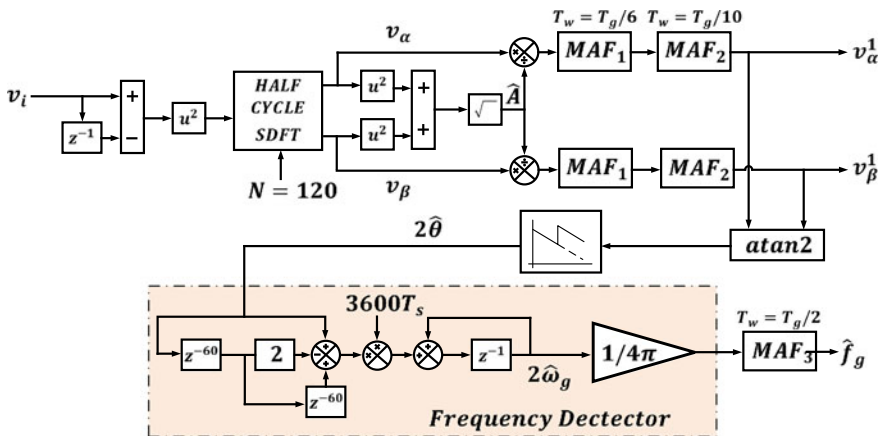 T_w = T_g/6 T_w = T_g/10
v_α
MAF_1 MAF_2
v_α^1
× ÷
v_i
+
−
z^{-1}
u^2
HALF
CYCLE
SDFT
u^2
u^2
+
+
√
Â
N = 120
v_β
× ÷
MAF_1 MAF_2
v_β^1
2θ̂
atan2
3600T_s
z^{-60}
2
+ − +
× ×
+ +
z^{-1}
2ω̂_g
1/4π
T_w = T_g/2
MAF_3
f̂_g
z^{-60}
Frequency Dectector